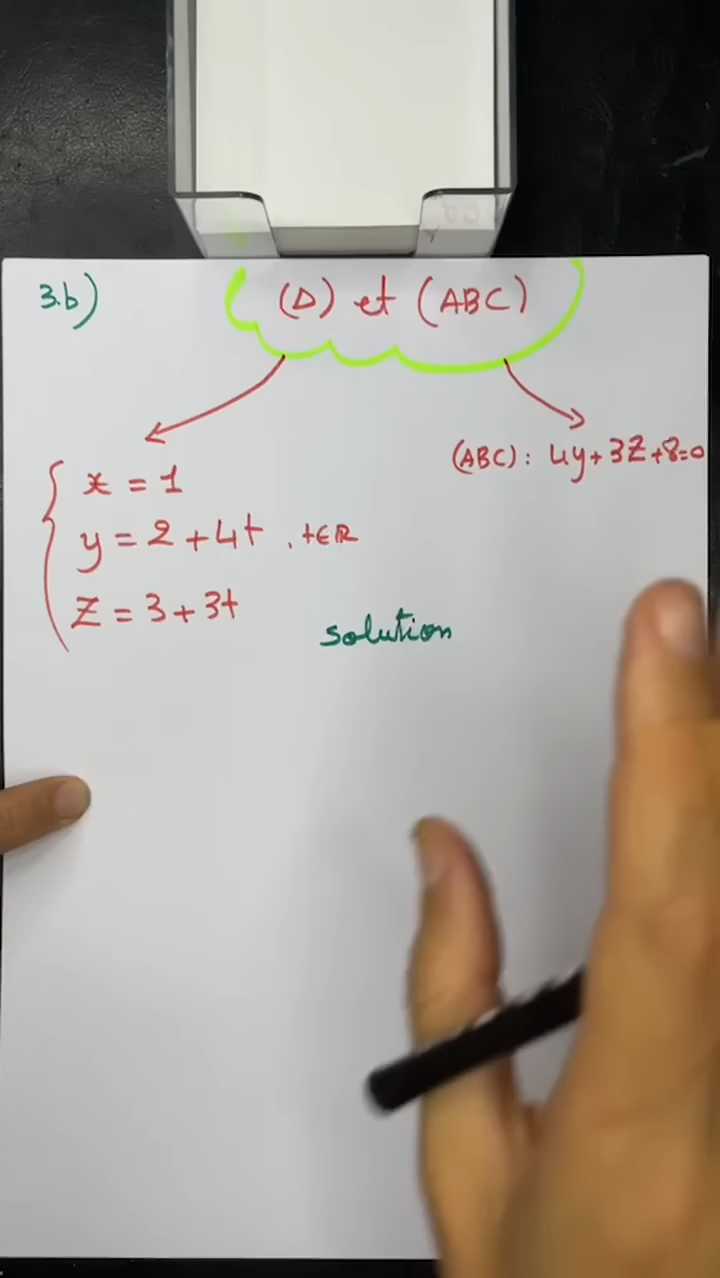 3.b) (Δ) et (ABC)
(ABC): 4y+3z+8=0
x = 1
y = 2+4t , t∈ℝ
z = 3+3t
solution